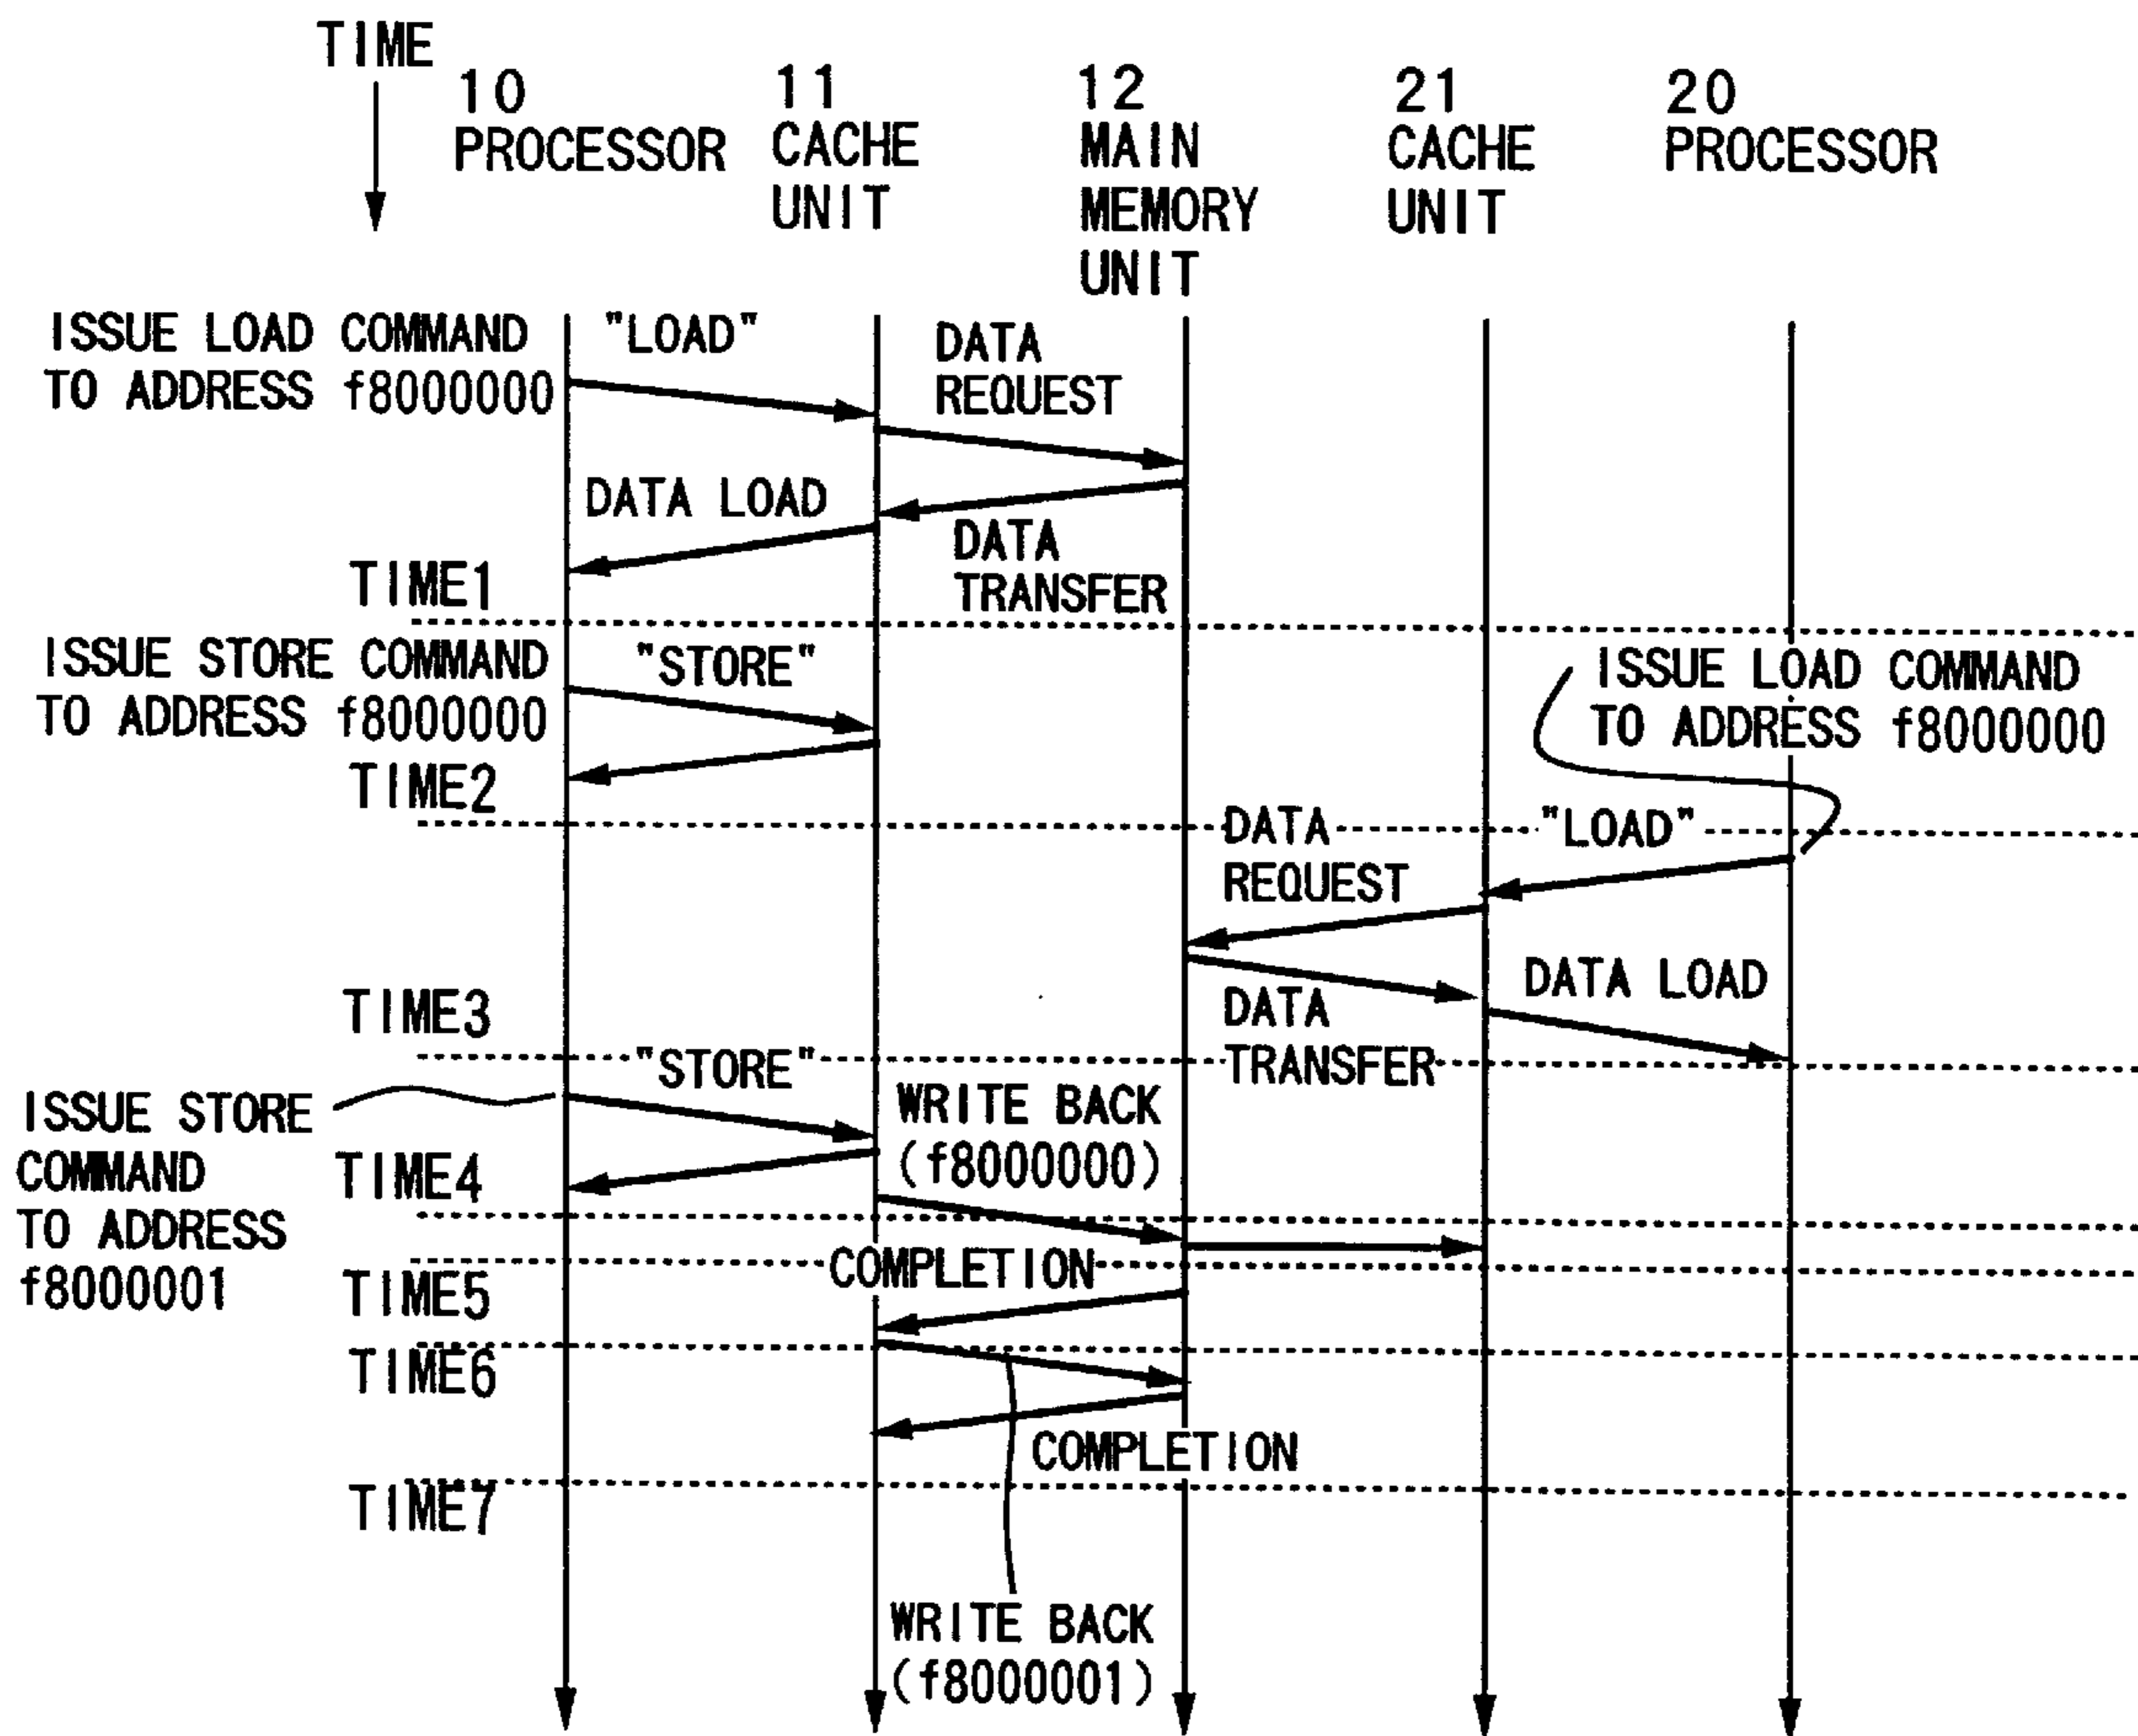 TIME
10
PROCESSOR
11
CACHE
UNIT
12
MAIN
MEMORY
UNIT
21
CACHE
UNIT
20
PROCESSOR
ISSUE LOAD COMMAND
TO ADDRESS f8000000
"LOAD"
DATA
REQUEST
DATA LOAD
DATA
TRANSFER
TIME1
ISSUE STORE COMMAND
TO ADDRESS f8000000
"STORE"
ISSUE LOAD COMMAND
TO ADDRESS f8000000
TIME2
DATA
REQUEST
"LOAD"
DATA LOAD
DATA
TRANSFER
TIME3
"STORE"
ISSUE STORE
COMMAND
TO ADDRESS
f8000001
WRITE BACK
(f8000000)
TIME4
COMPLETION
TIME5
TIME6
COMPLETION
TIME7
WRITE BACK
(f8000001)